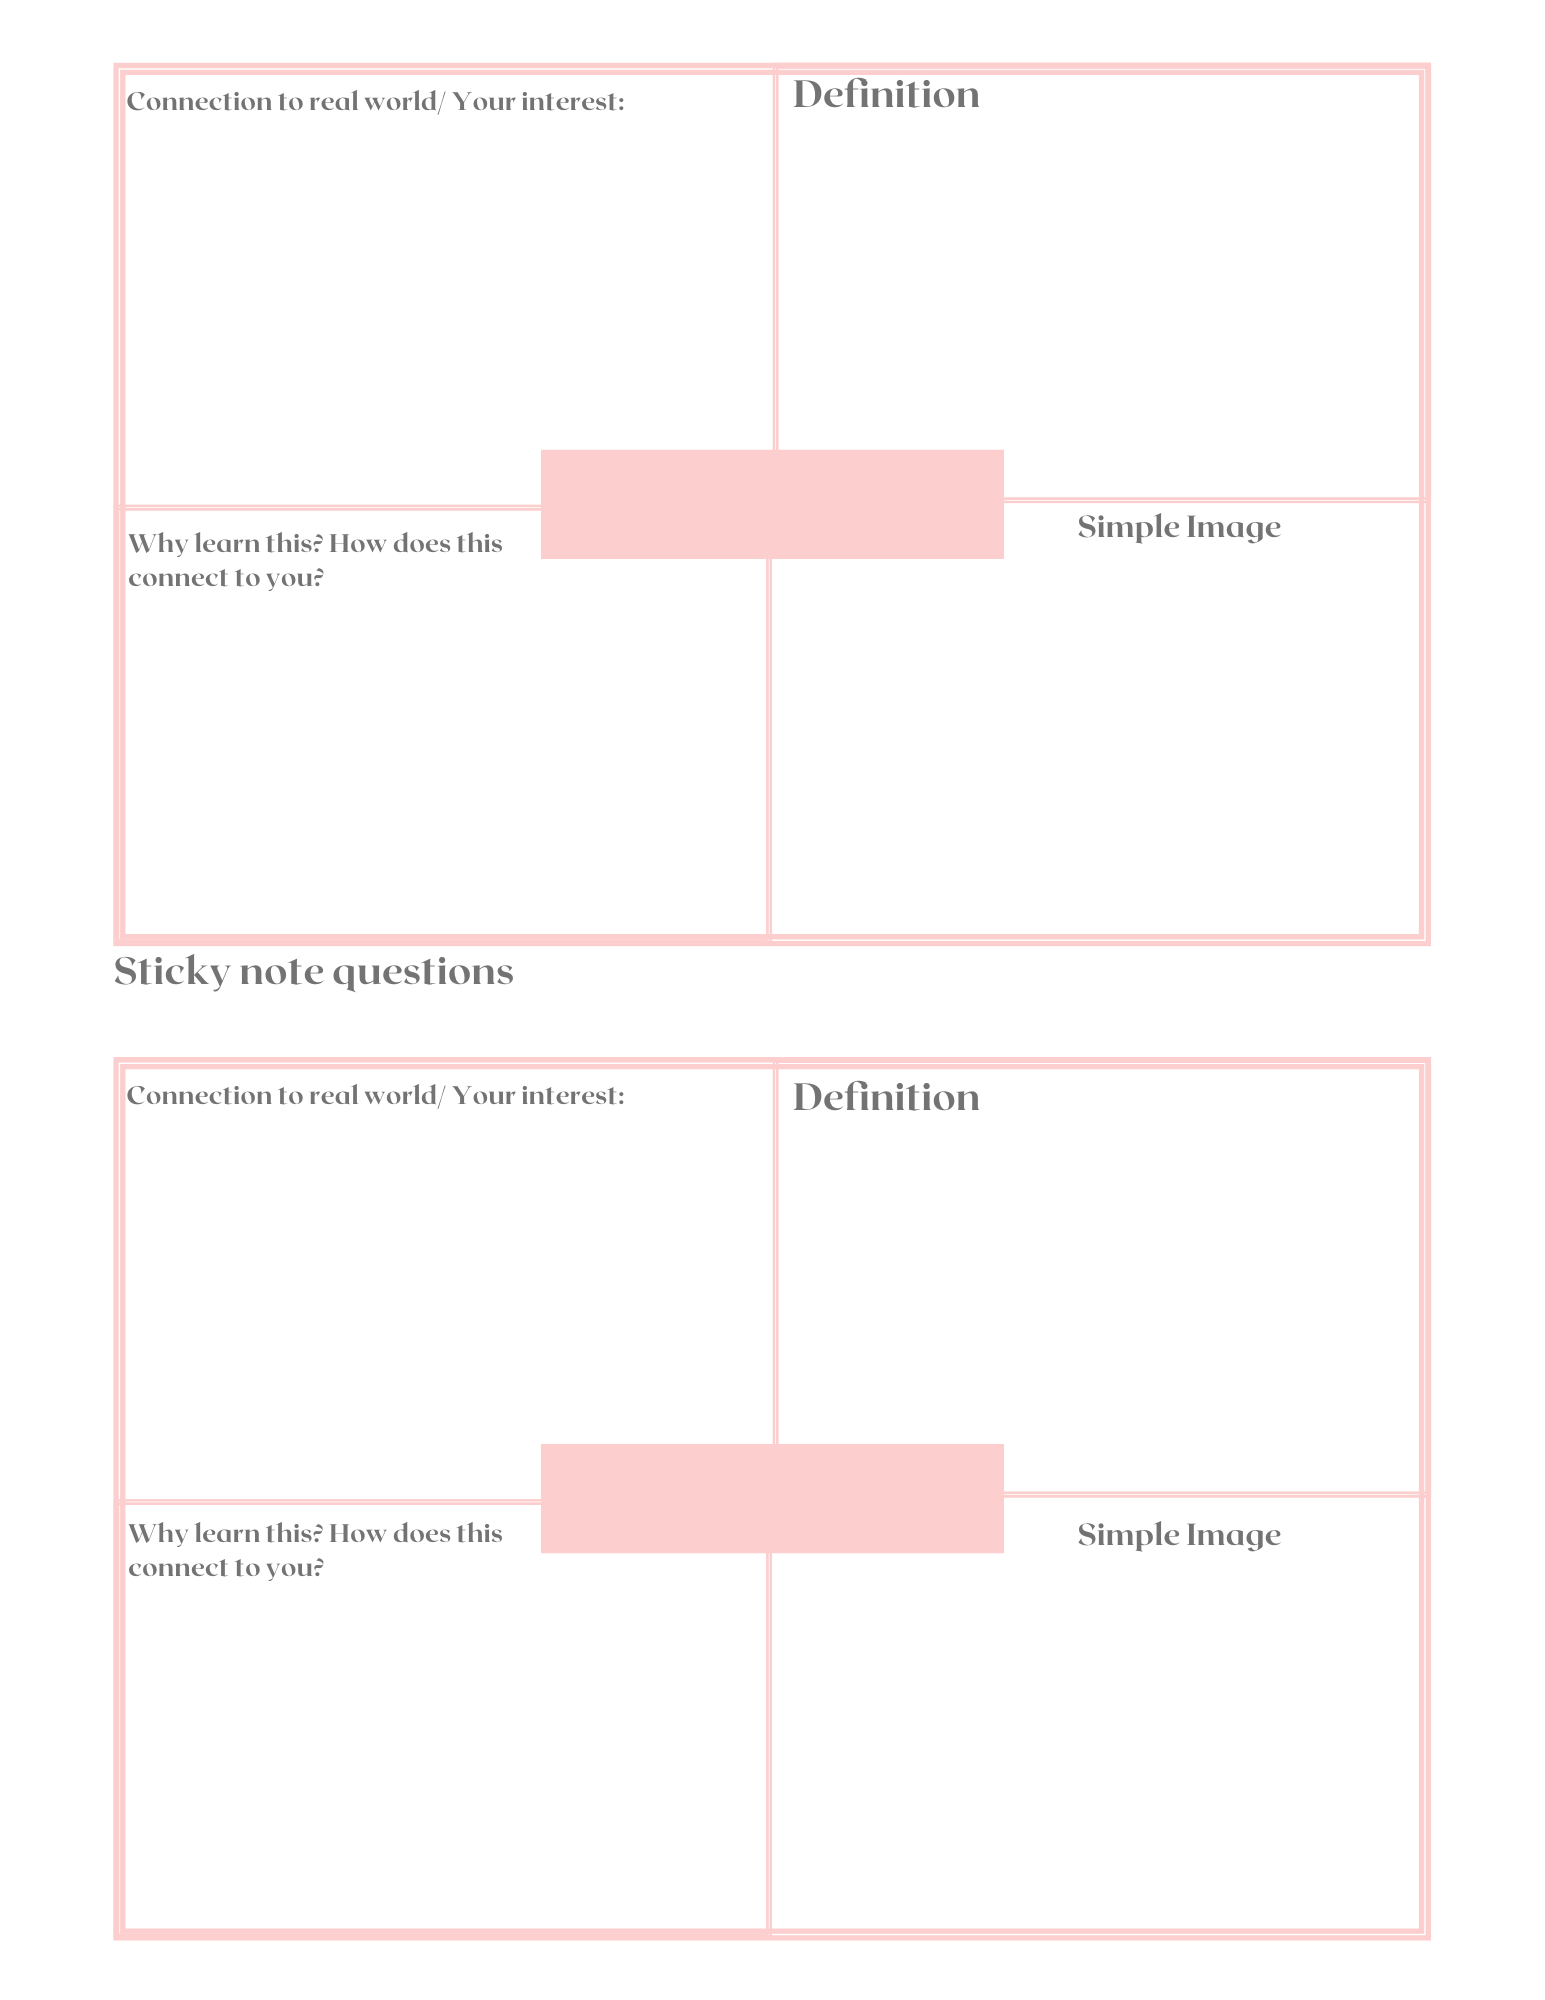 Connection to real world/ Your interest:
Definition
Why learn this? How does this
connect to you?
Simple Image
Sticky note questions
Connection to real world/ Your interest:
Definition
Why learn this? How does this
connect to you?
Simple Image